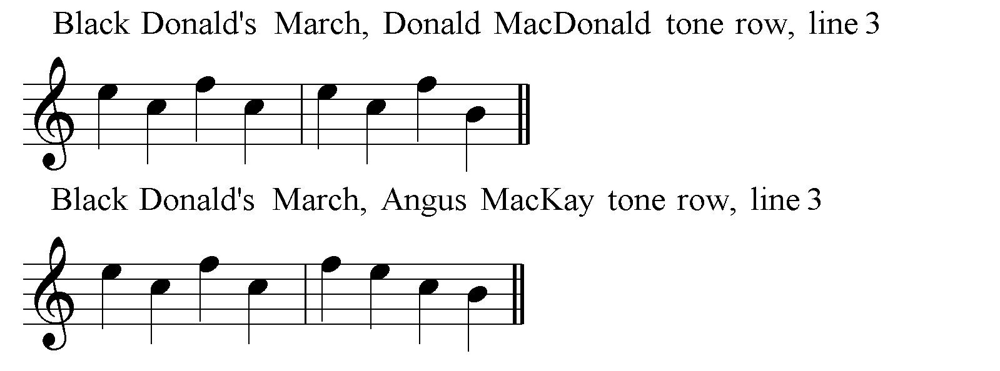 Black Donald's March, Donald MacDonald tone row, line 3
Black Donald's March, Angus MacKay tone row, line 3